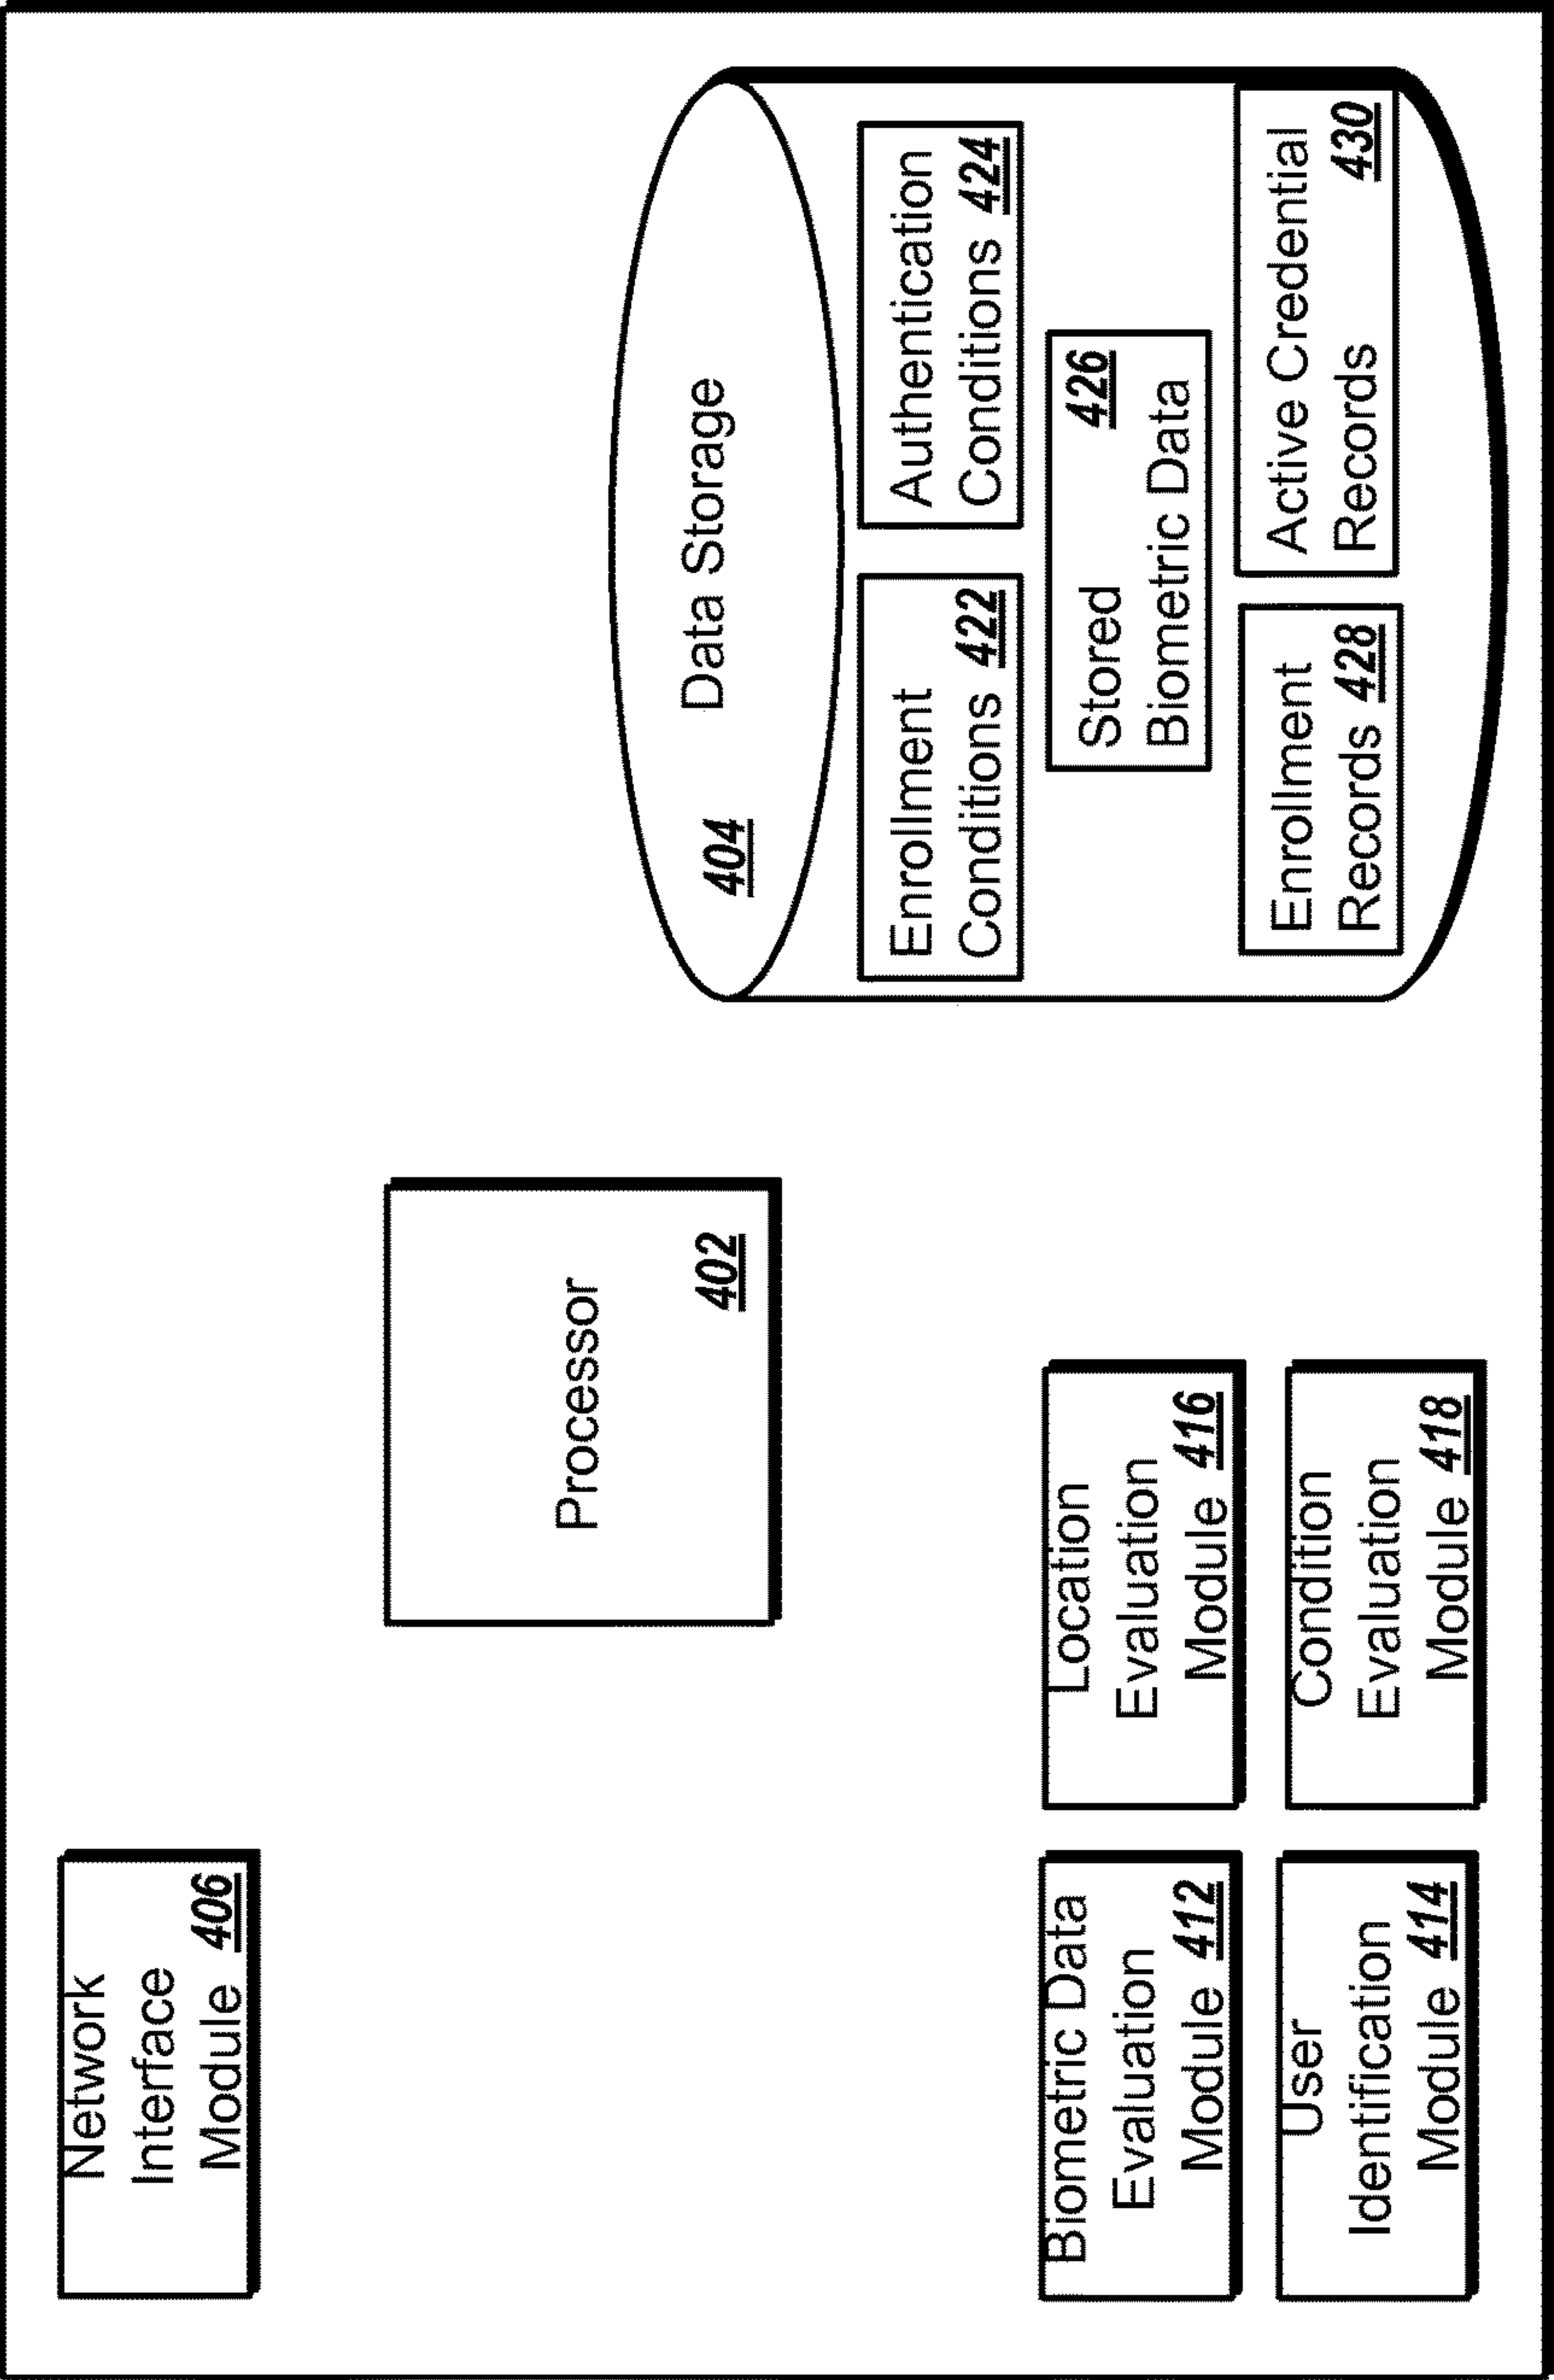 Network
Interface
Module 406
Processor
402
404 Data Storage
Enrollment
Conditions 422
Authentication
Conditions 424
Stored 426
Biometric Data
Enrollment
Records 428
Active Credential
Records 430
Biometric Data
Evaluation
Module 412
Location
Evaluation
Module 416
User
Identification
Module 414
Condition
Evaluation
Module 418